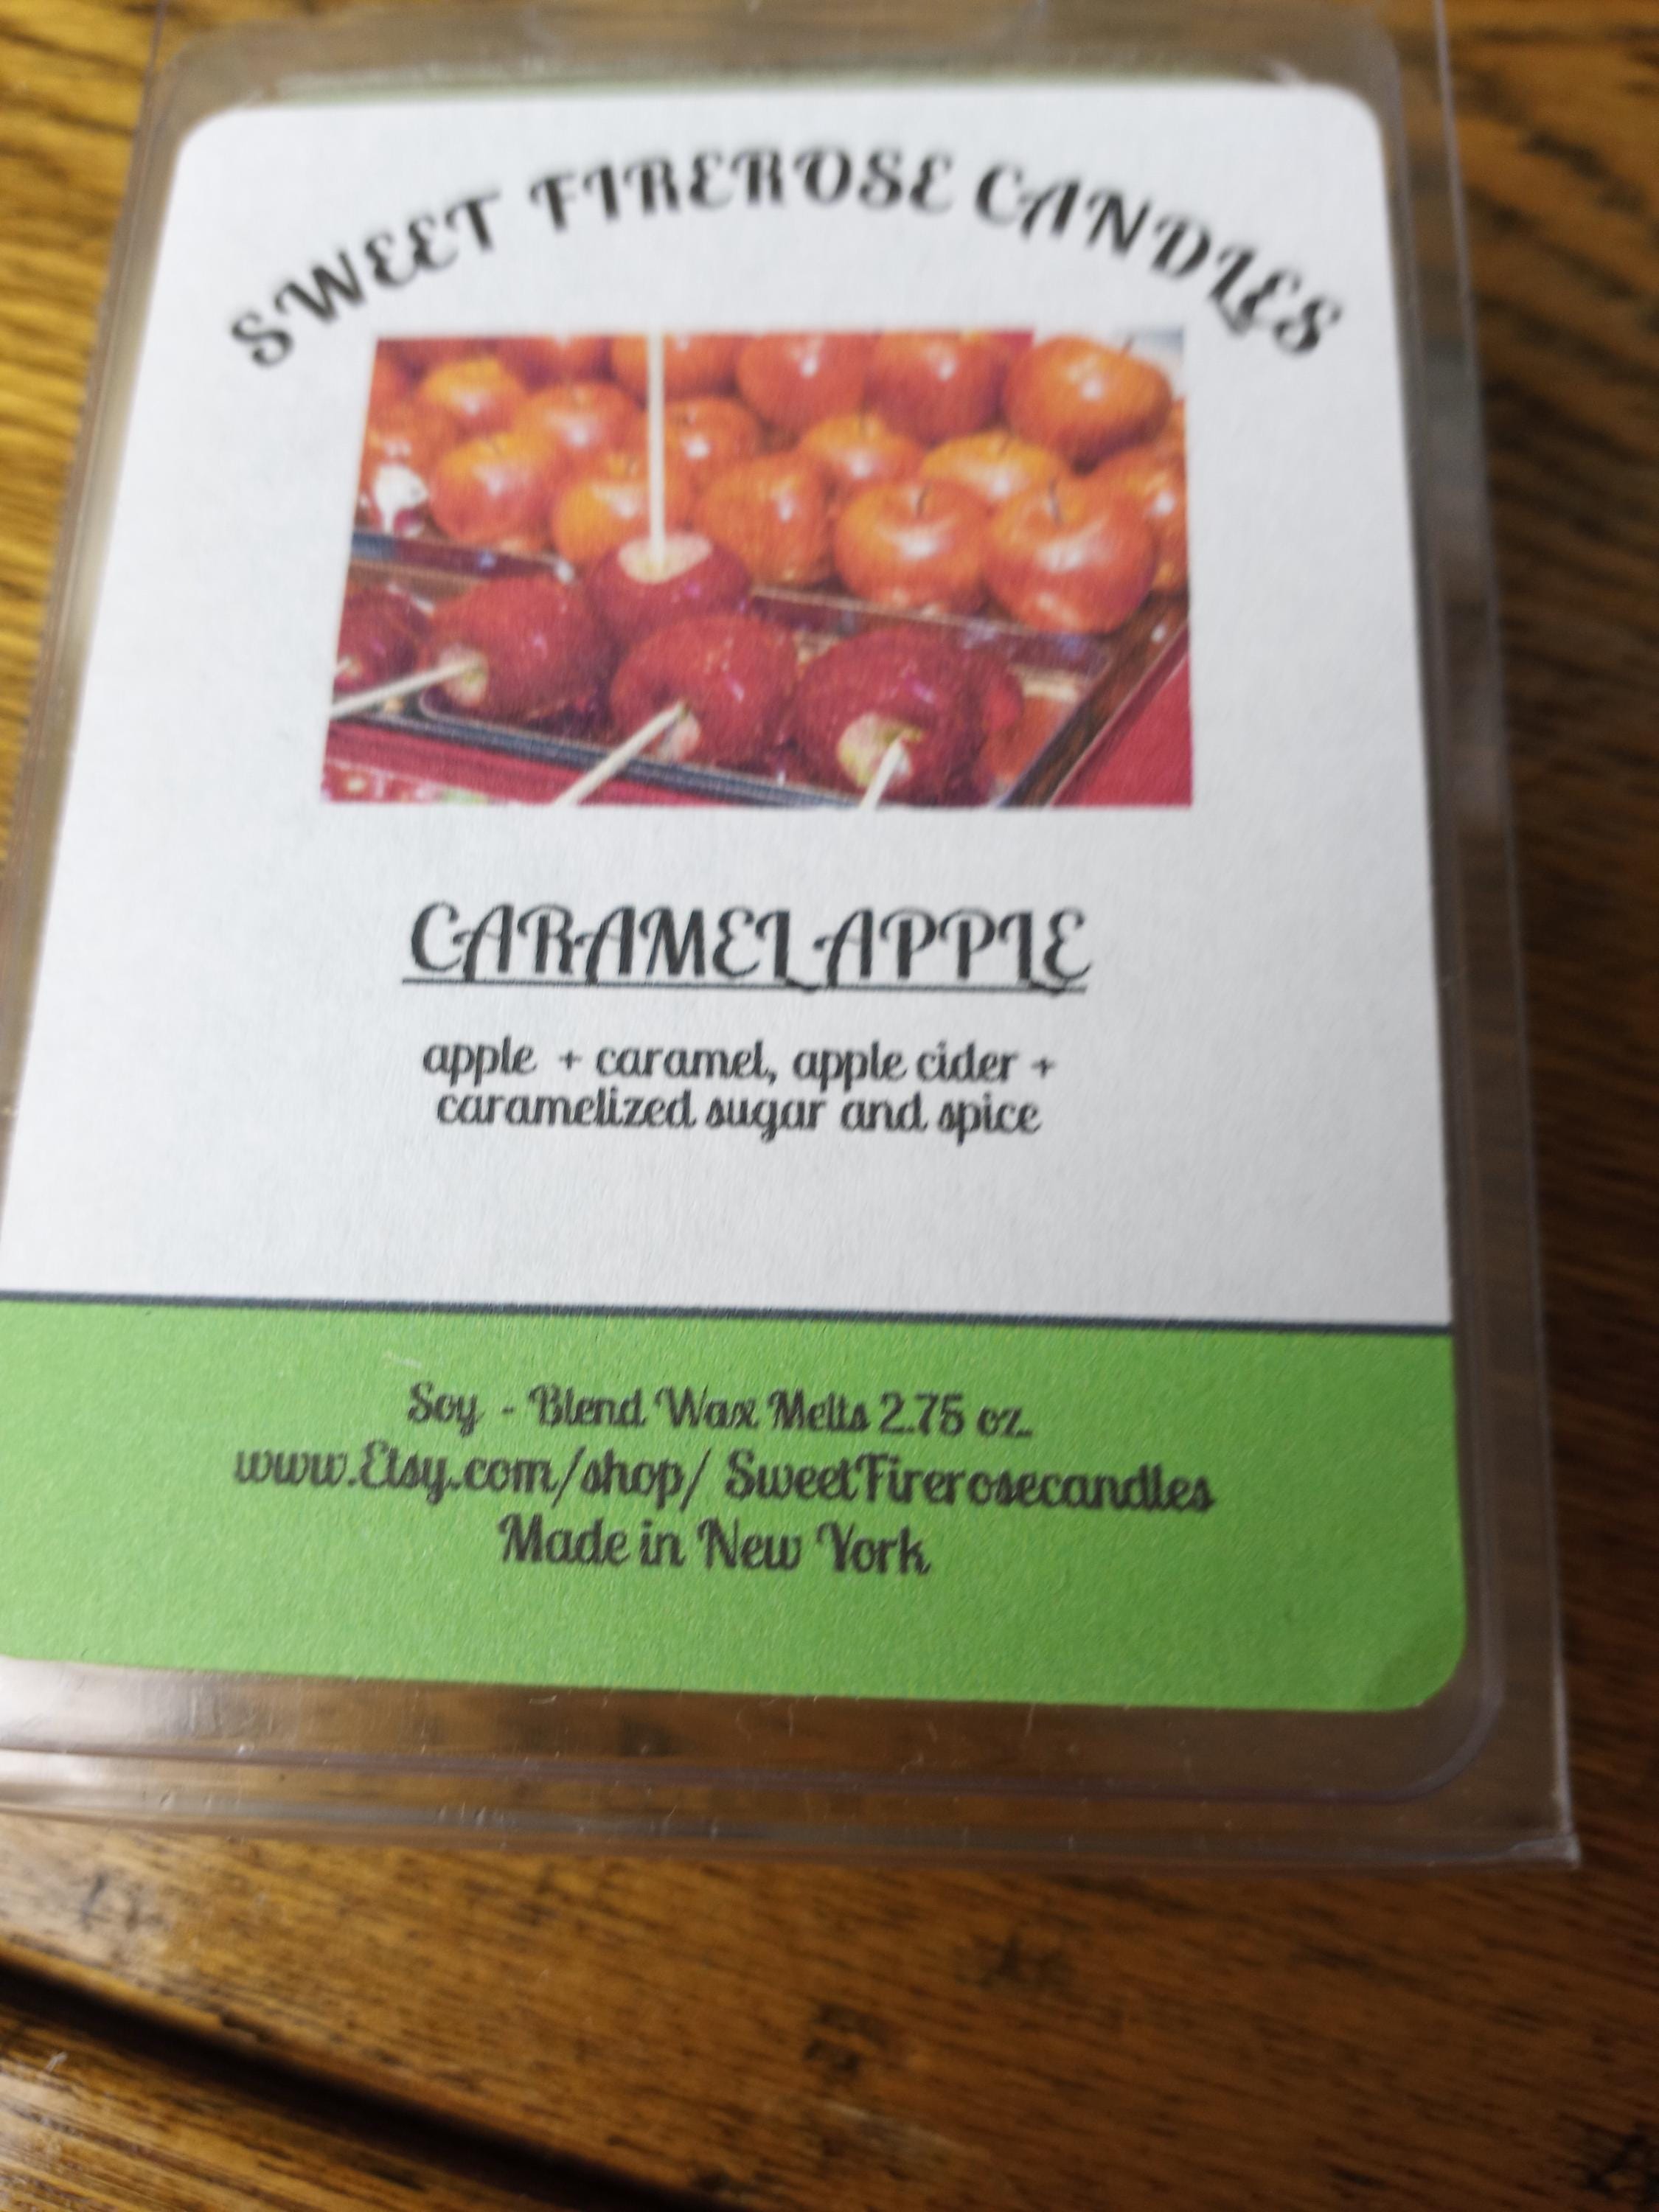 SWEET FIREROSE CANDLES
CARAMEL APPLE
apple + caramel, apple cider +
caramelized sugar and spice
Soy - Blend Wax Melts 2.75 oz.
www.Etsy.com/shop/ SweetFirerosecandles
Made in New York